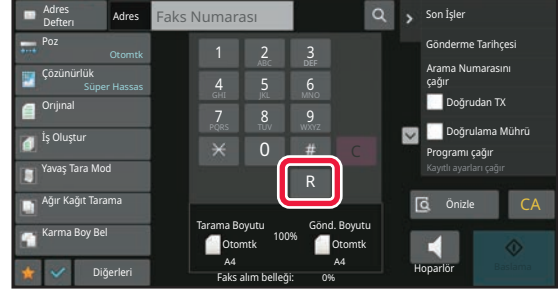 Adres
Defteri
Adres
Faks Numarası
Poz
Otomtk
Çözünürlük
Süper Hassas
Orijinal
İş Oluştur
Yavaş Tara Mod
Ağır Kağıt Tarama
Karma Boy Bel
Diğerleri
1
2
ABC
3
DEF
4
GHI
5
JKL
6
MNO
7
PQRS
8
TUV
9
WXYZ
0
#
C
R
Tarama Boyutu
Otomtk
A4
100%
Gönd. Boyutu
Otomtk
A4
Faks alım belleği: 0%
Son İşler
Gönderme Tarihçesi
Arama Numarasını
çağır
Doğrudan TX
Doğrulama Mührü
Programı çağır
Kayıtlı ayarları çağır
Önizle
CA
Hoparlör